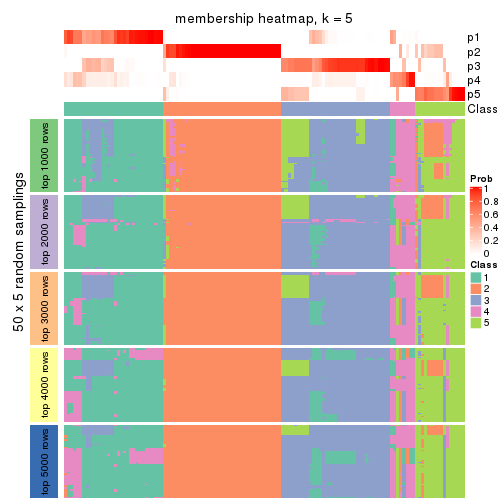 membership heatmap, k = 5
p1
p2
p3
p4
p5
Class
50 x 5 random samplings
top 1000 rows
top 2000 rows
top 3000 rows
top 4000 rows
top 5000 rows
Prob
1
0.8
0.6
0.4
0.2
0
Class
1
2
3
4
5